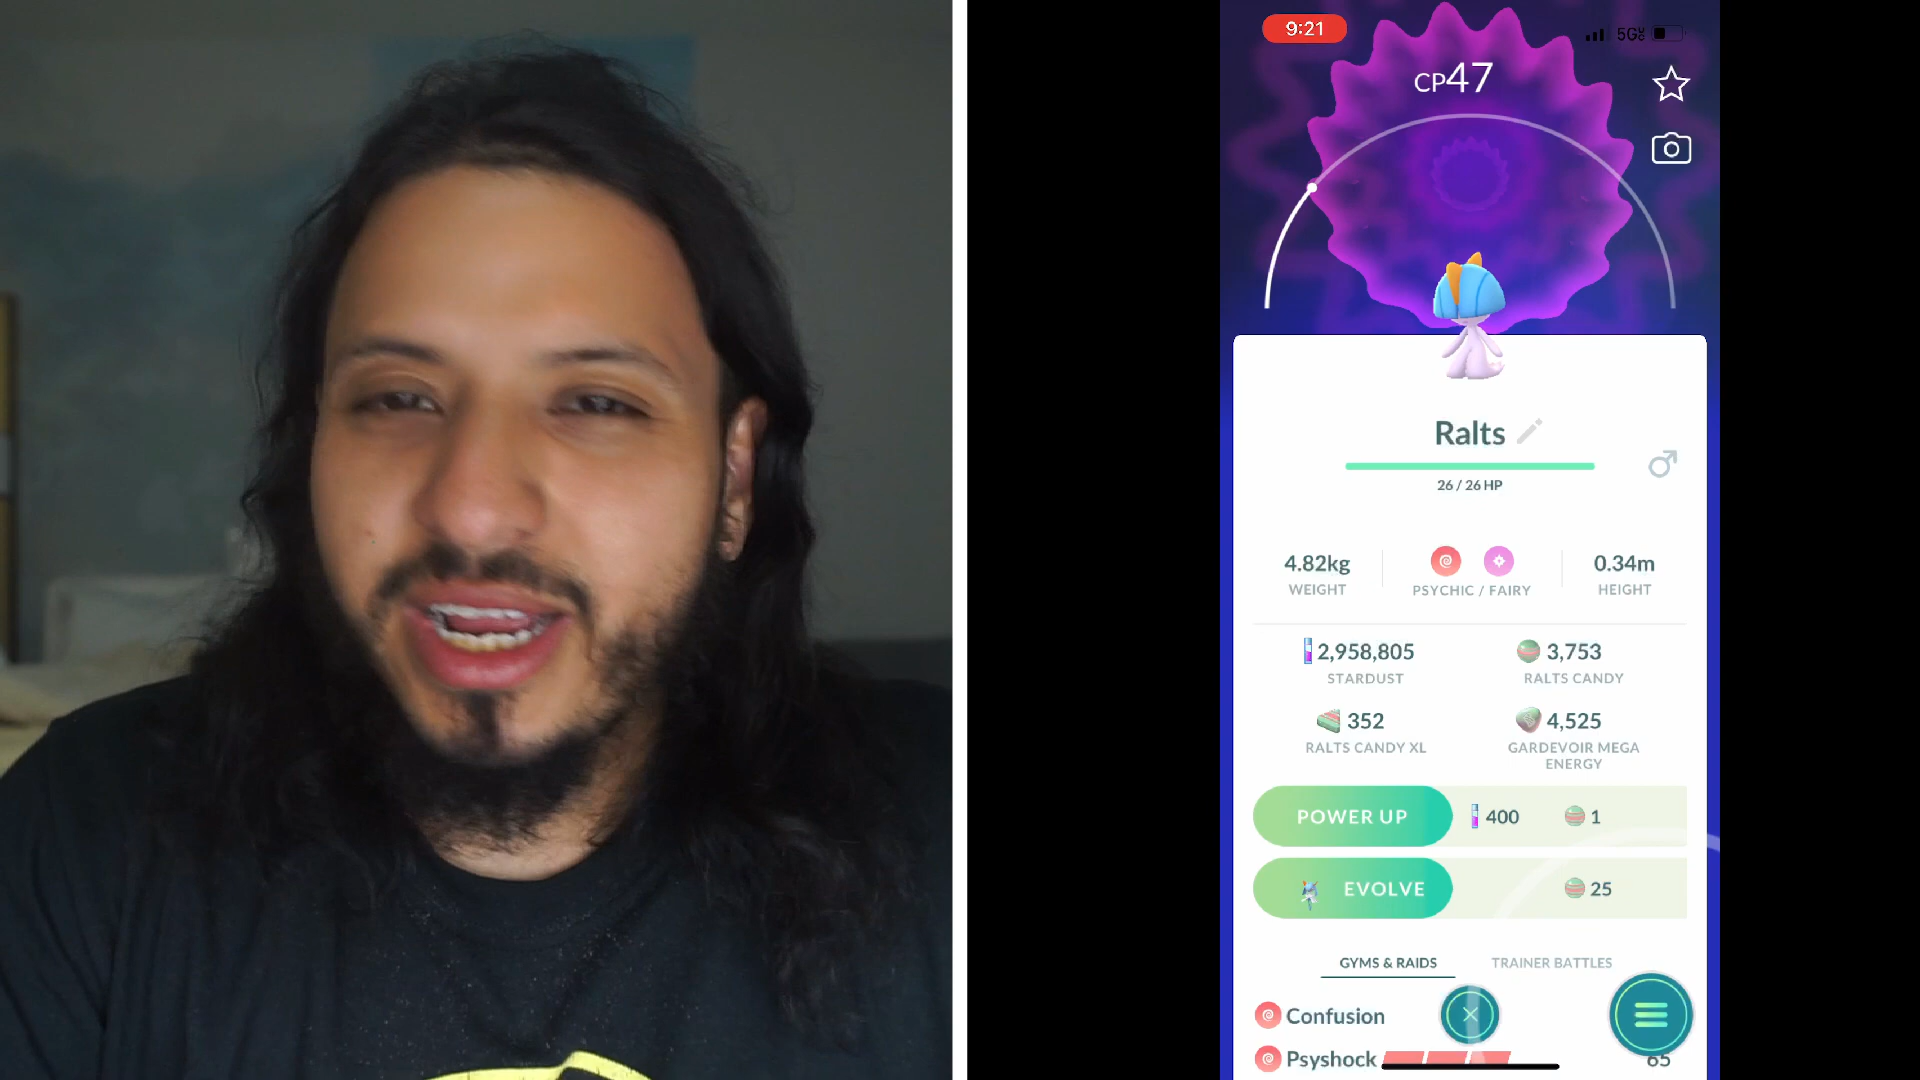 9:21
5G
CP47
Ralts
26 / 26 HP
4.82kg
WEIGHT
PSYCHIC / FAIRY
0.34m
HEIGHT
2,958,805
STARDUST
3,753
RALTS CANDY
352
RALTS CANDY XL
4,525
GARDEVOIR MEGA
ENERGY
POWER UP
400
1
EVOLVE
25
GYMS & RAIDS
TRAINER BATTLES
Confusion
Psyshock
65